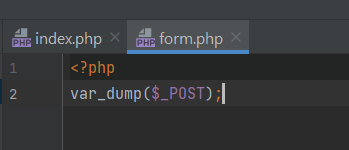 index.php form.php
1 <?php
2 var_dump($_POST);